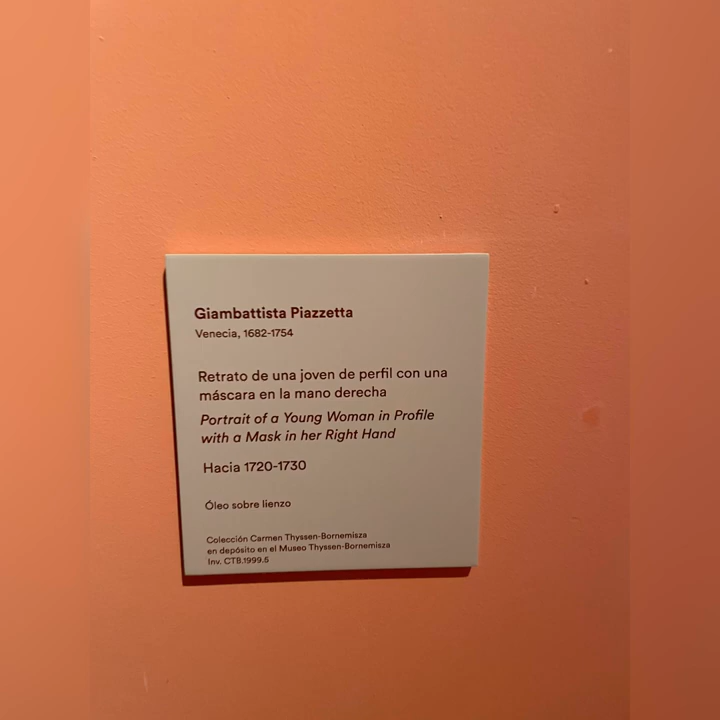 Giambattista Piazzetta
Venecia, 1682-1754
Retrato de una joven de perfil con una
máscara en la mano derecha
Portrait of a Young Woman in Profile
with a Mask in her Right Hand
Hacia 1720-1730
Óleo sobre lienzo
Colección Carmen Thyssen-Bornemisza
en depósito en el Museo Thyssen-Bornemisza
Inv. CTB.1999.5